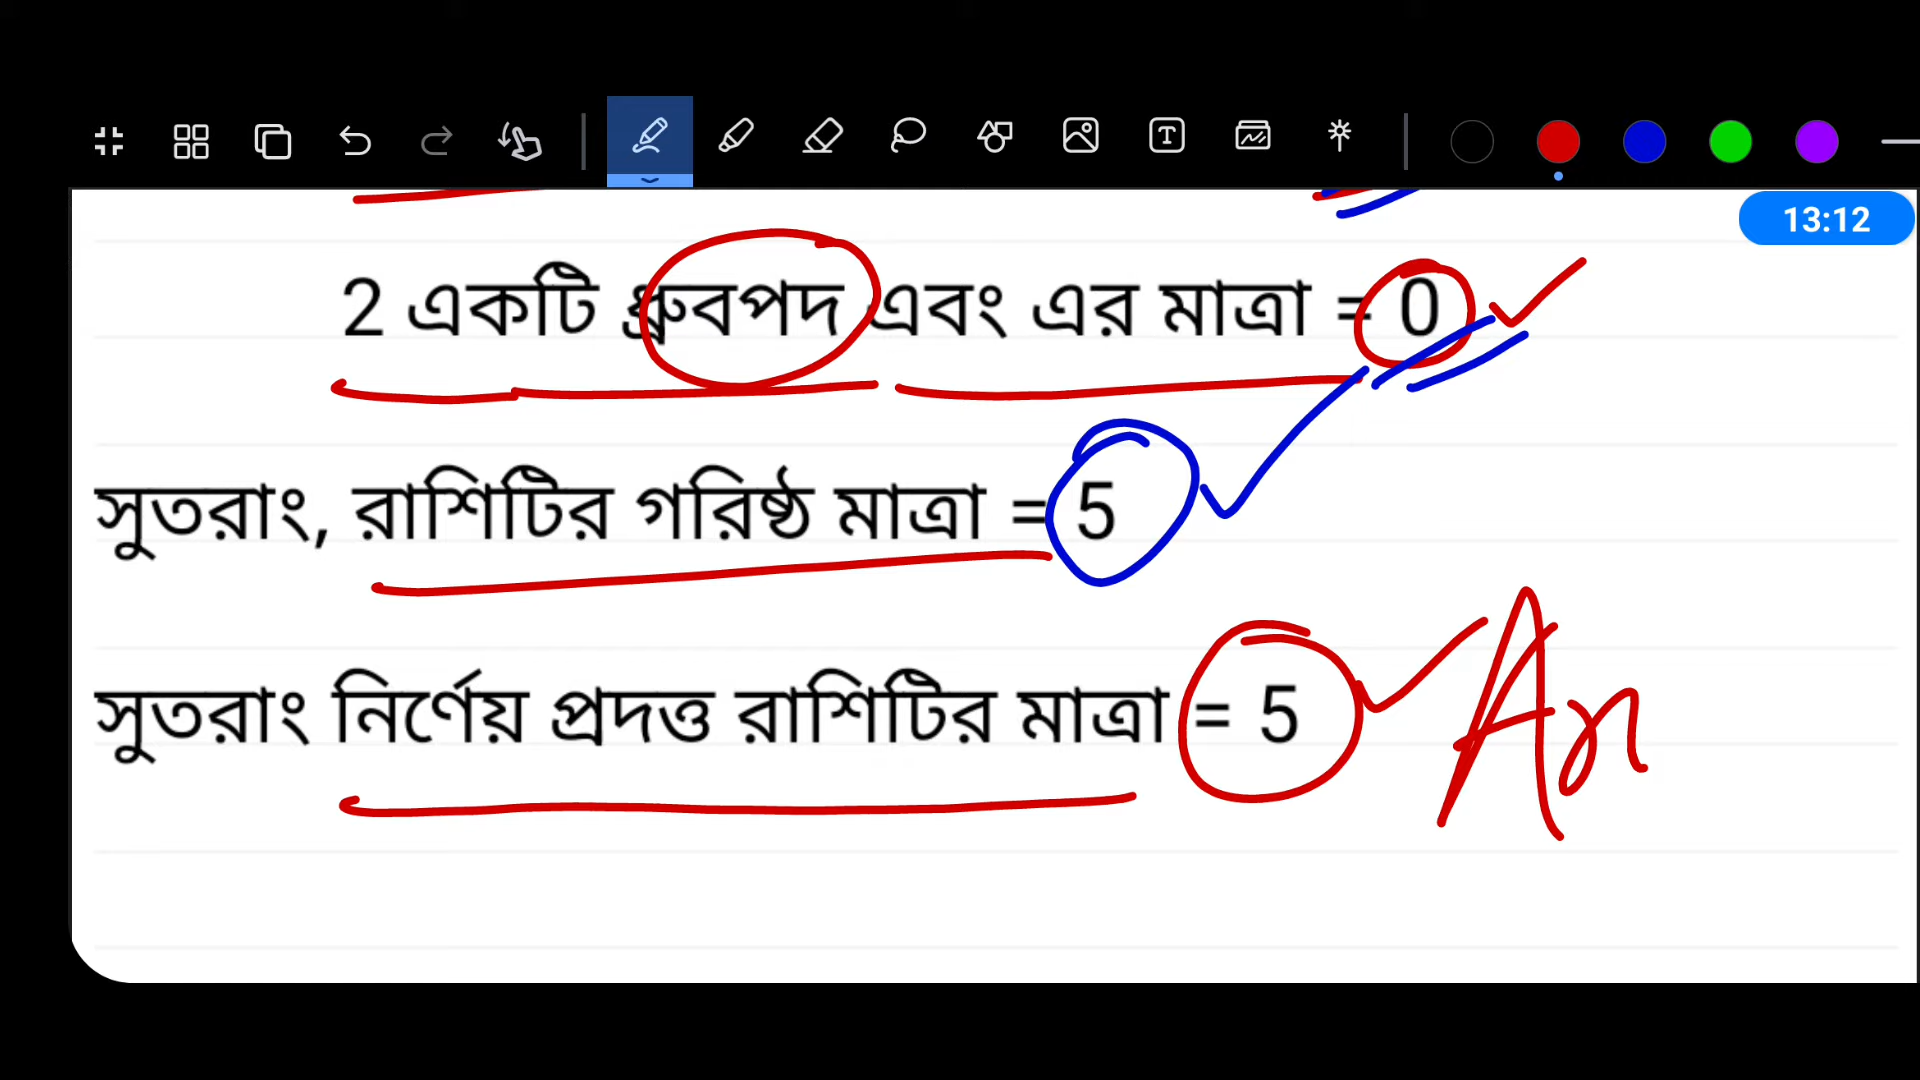 13:12
2 একটি ধ্রুবপদ এবং এর মাত্রা = 0
সুতরাং, রাশিটির গরিষ্ঠ মাত্রা = 5
সুতরাং নির্ণেয় প্রদত্ত রাশিটির মাত্রা = 5 An